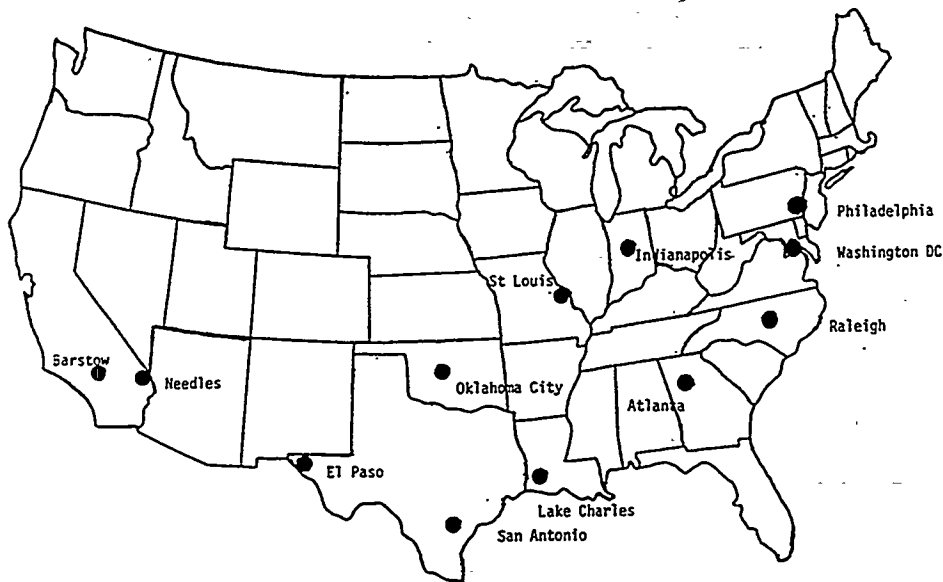 Philadelphia
Washington DC
Indianapolis
St Louis
Raleigh
Barstow
Needles
Oklahoma City
Atlanta
El Paso
Lake Charles
San Antonio